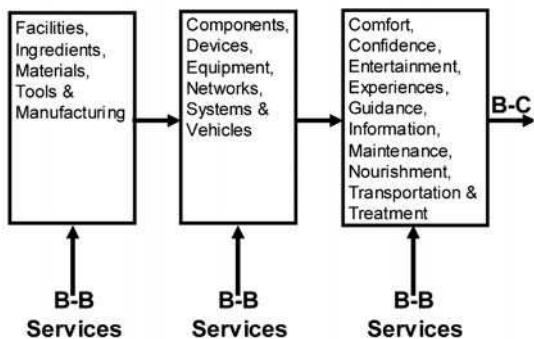 Facilities,
Ingredients,
Materials,
Tools &
Manufacturing
Components,
Devices,
Equipment,
Networks,
Systems &
Vehicles
Comfort,
Confidence,
Entertainment,
Experiences,
Guidance,
Information,
Maintenance,
Nourishment,
Transportation &
Treatment
B-C
B-B
Services
B-B
Services
B-B
Services